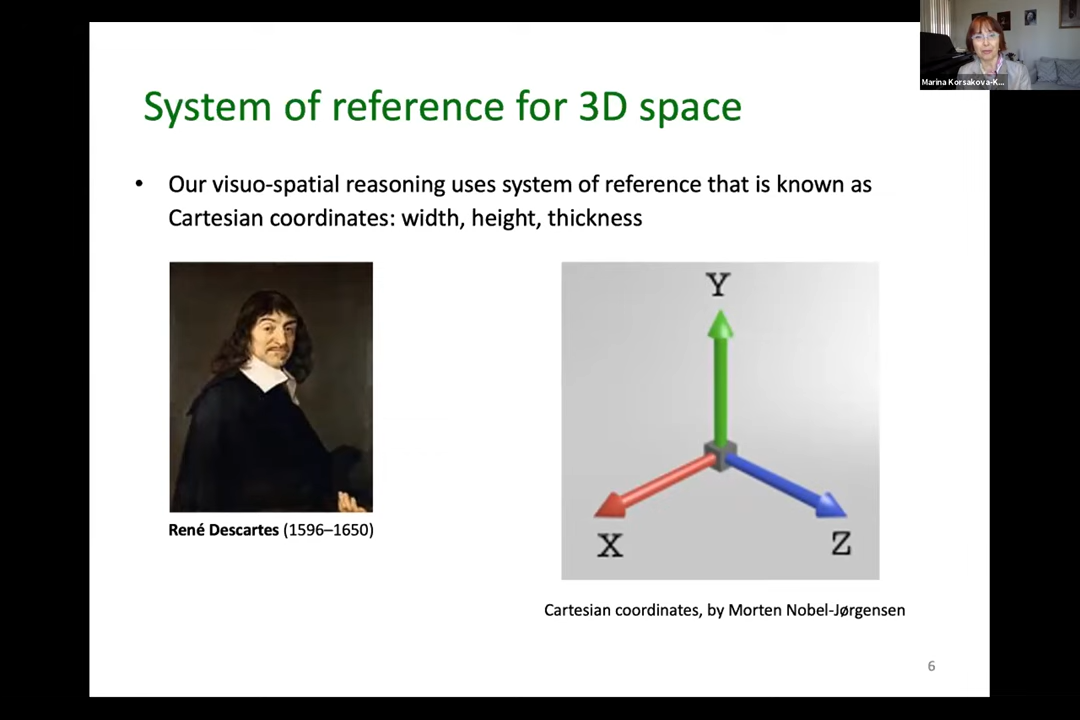 Marina Korsakova-K...
System of reference for 3D space
• Our visuo-spatial reasoning uses system of reference that is known as
Cartesian coordinates: width, height, thickness
Y
X
Z
René Descartes (1596–1650)
Cartesian coordinates, by Morten Nobel-Jørgensen
6